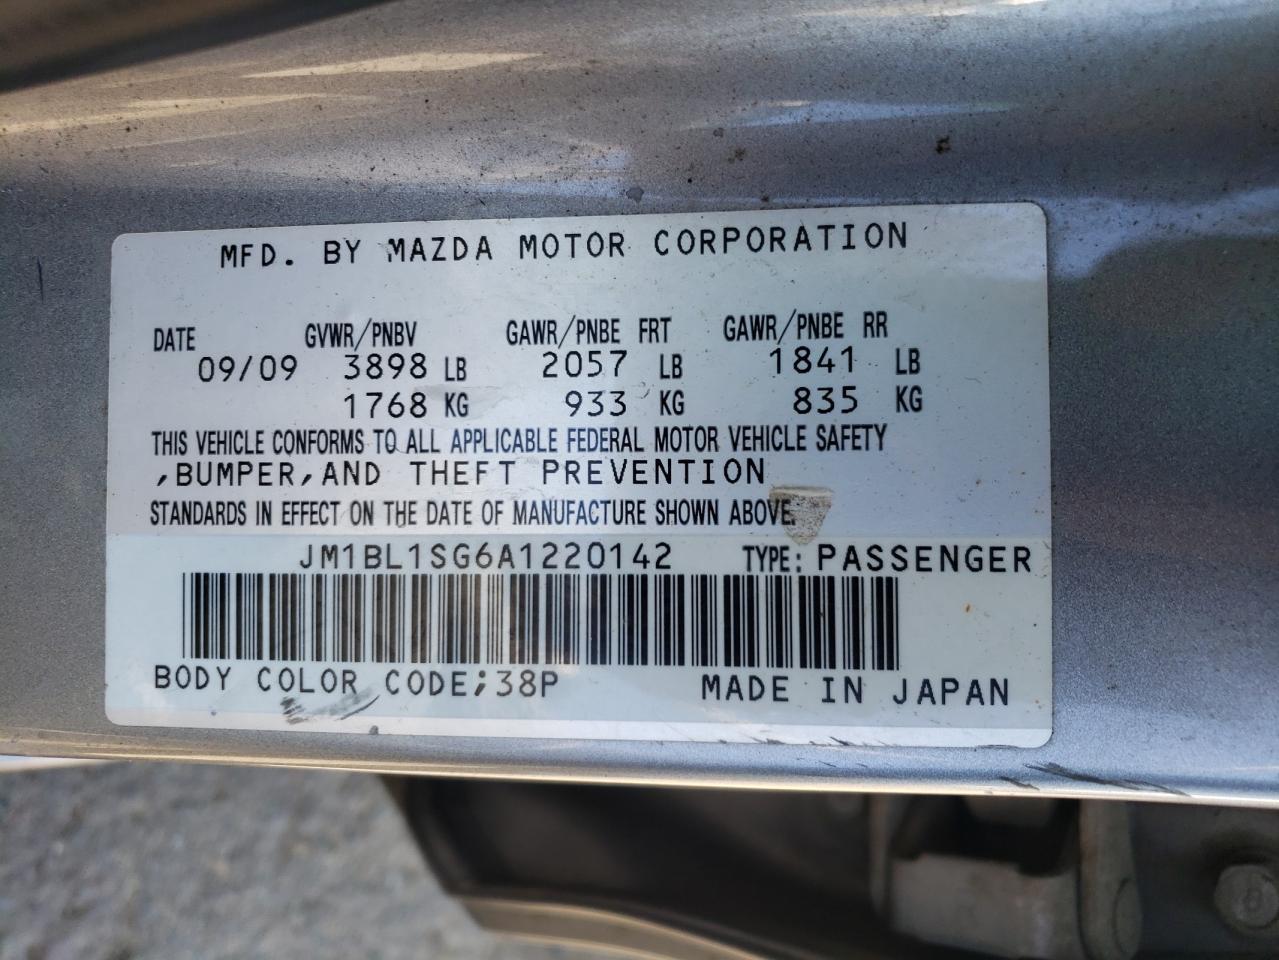 MFD. BY MAZDA MOTOR CORPORATION
DATE GVWR/PNBV GAWR/PNBE FRT GAWR/PNBE RR
09/09 3898 LB 2057 LB 1841 LB
1768 KG 933 KG 835 KG
THIS VEHICLE CONFORMS TO ALL APPLICABLE FEDERAL MOTOR VEHICLE SAFETY
,BUMPER,AND THEFT PREVENTION
STANDARDS IN EFFECT ON THE DATE OF MANUFACTURE SHOWN ABOVE.
JM1BL1SG6A1220142 TYPE: PASSENGER
BODY COLOR CODE;38P MADE IN JAPAN